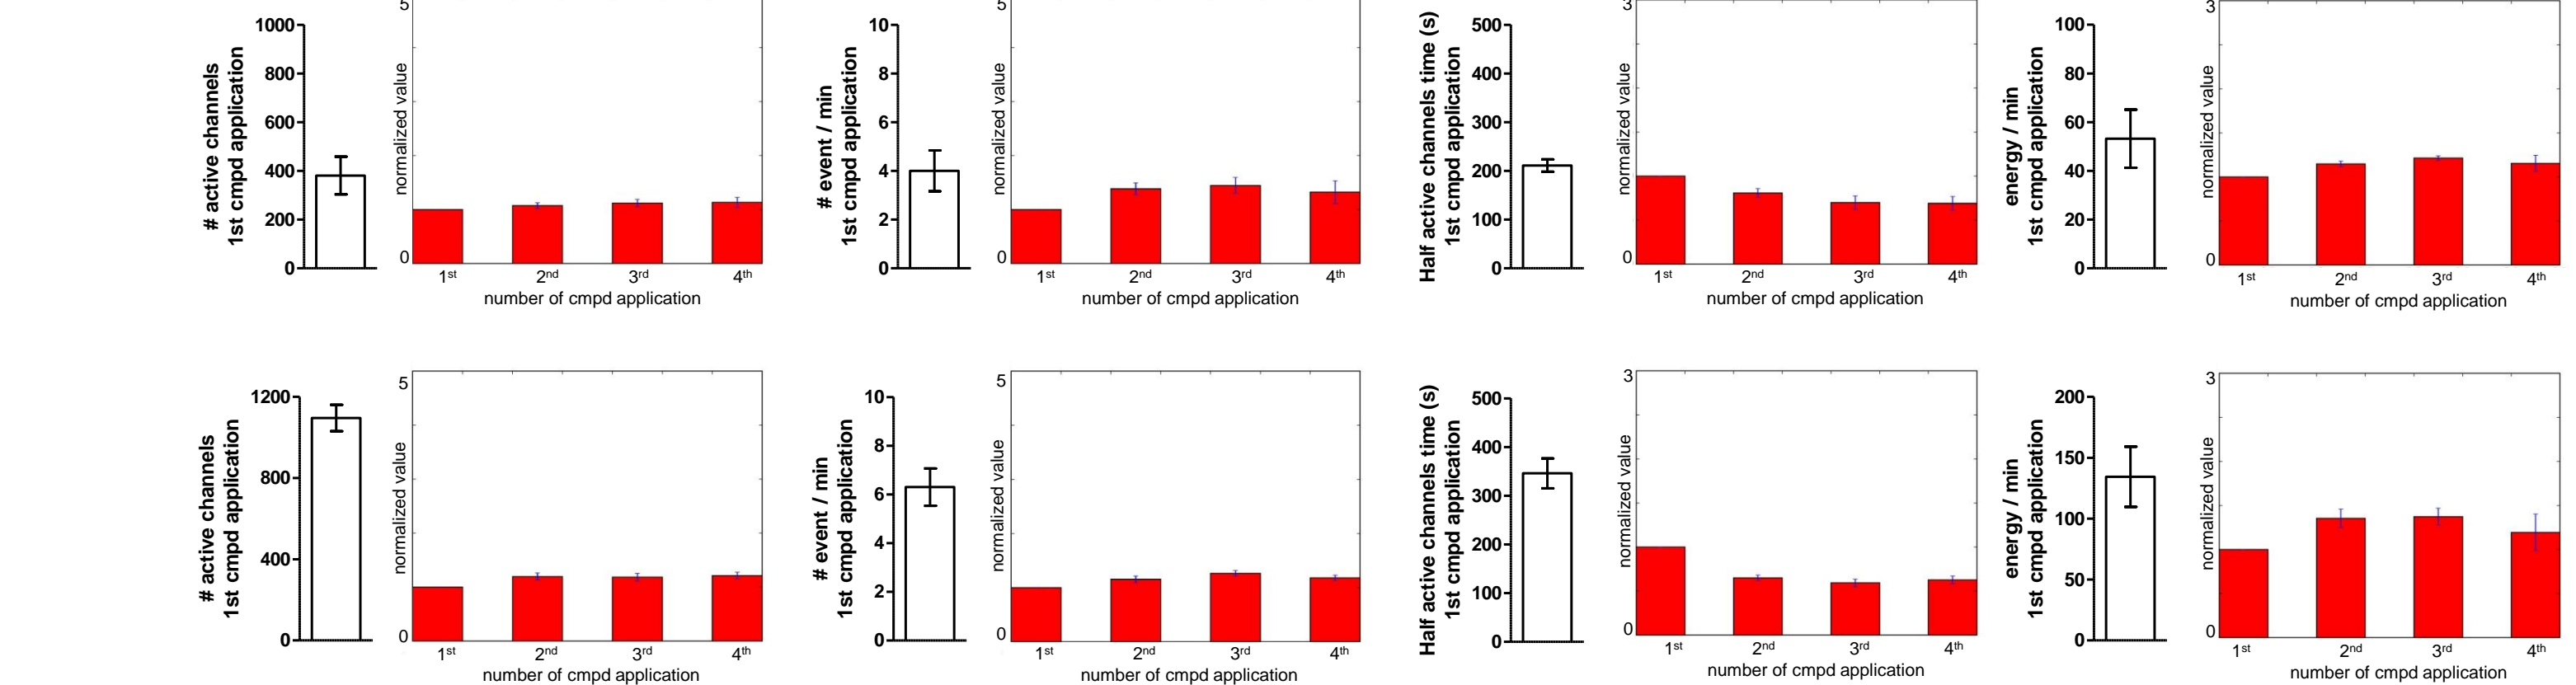 # active channels
1st cmpd application
1000
800
600
400
200
0
5
normalized value
0
1st 2nd 3rd 4th
number of cmpd application
# event / min
1st cmpd application
10
8
6
4
2
0
5
normalized value
0
1st 2nd 3rd 4th
number of cmpd application
Half active channels time (s)
1st cmpd application
500
400
300
200
100
0
3
normalized value
0
1st 2nd 3rd 4th
number of cmpd application
energy / min
1st cmpd application
100
80
60
40
20
0
3
normalized value
0
1st 2nd 3rd 4th
number of cmpd application
# active channels
1st cmpd application
1200
800
400
0
5
normalized value
0
1st 2nd 3rd 4th
number of cmpd application
# event / min
1st cmpd application
10
8
6
4
2
0
5
normalized value
0
1st 2nd 3rd 4th
number of cmpd application
Half active channels time (s)
1st cmpd application
500
400
300
200
100
0
3
normalized value
0
1st 2nd 3rd 4th
number of cmpd application
energy / min
1st cmpd application
200
150
100
50
0
3
normalized value
0
1st 2nd 3rd 4th
number of cmpd application